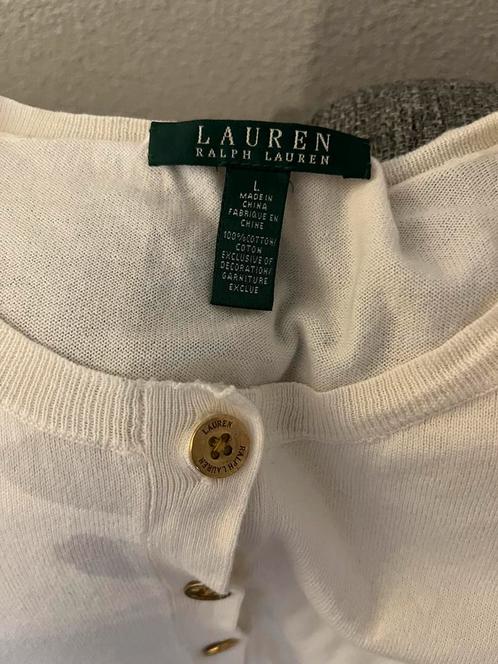 LAUREN
RALPH LAUREN
L
MADE IN
CHINA
FABRIQUE EN
CHINE
100%COTTON/
COTON
EXCLUSIVE OF
DECORATION/
GARNITURE
EXCLUE
LAUREN
RALPH LAUREN